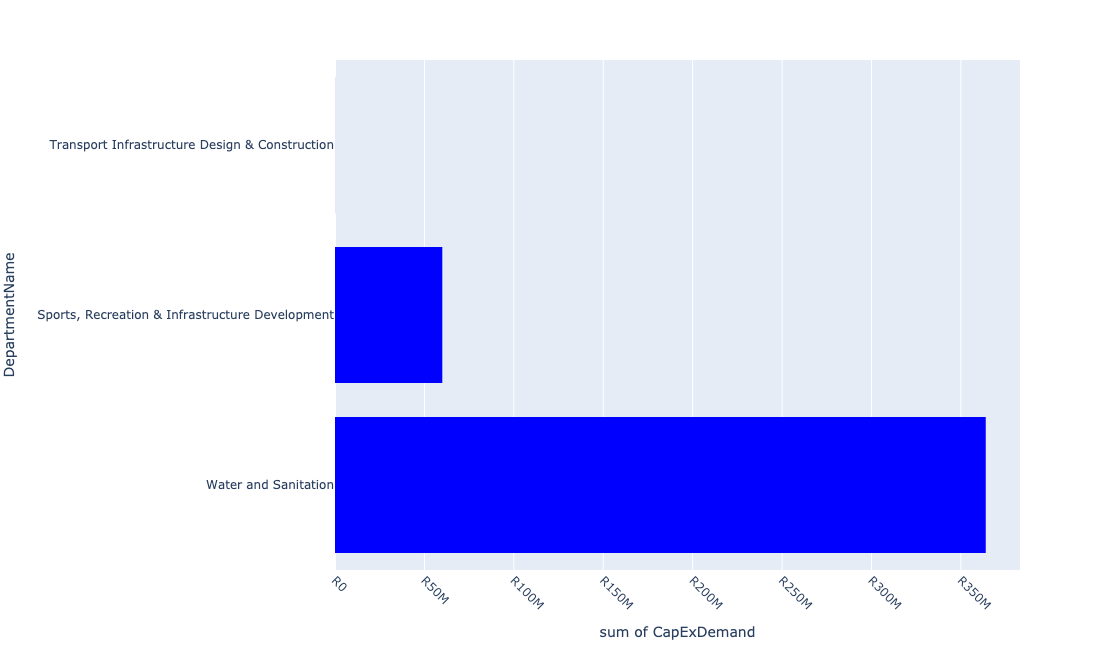 Transport Infrastructure Design & Construction
Sports, Recreation & Infrastructure Development
Water and Sanitation
DepartmentName
R0
R50M
R100M
R150M
R200M
R250M
R300M
R350M
sum of CapExDemand